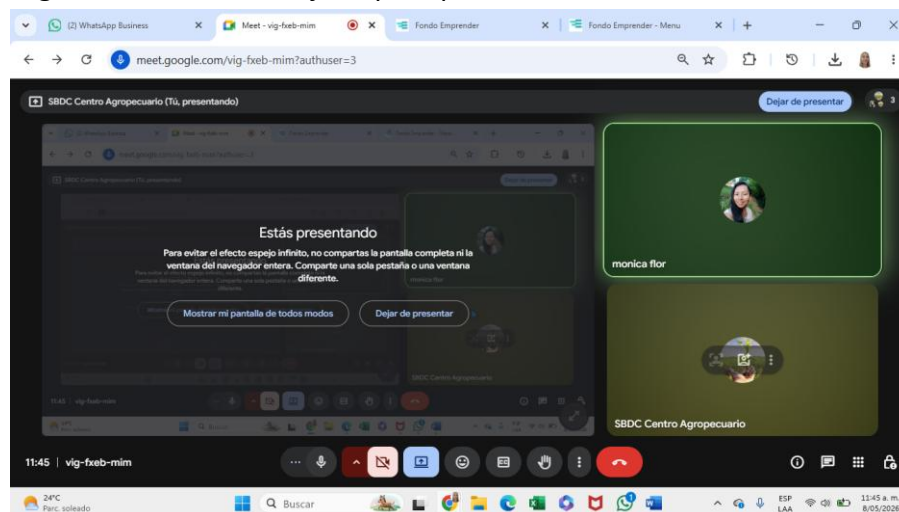 (2) WhatsApp Business
Meet - vig-fxeb-mim
Fondo Emprender
Fondo Emprender - Menu
meet.google.com/vig-fxeb-mim?authuser=3
SBDC Centro Agropecuario (Tú, presentando)
Dejar de presentar
3
Estás presentando
Para evitar el efecto espejo infinito, no compartas la pantalla completa ni la
ventana del navegador entera. Comparte una sola pestaña o una ventana
diferente.
Mostrar mi pantalla de todos modos
Dejar de presentar
monica flor
SBDC Centro Agropecuario
11:45 | vig-fxeb-mim
24°C
Parc. soleado
Buscar
ESP
LAA
11:45 a. m.
8/05/2026